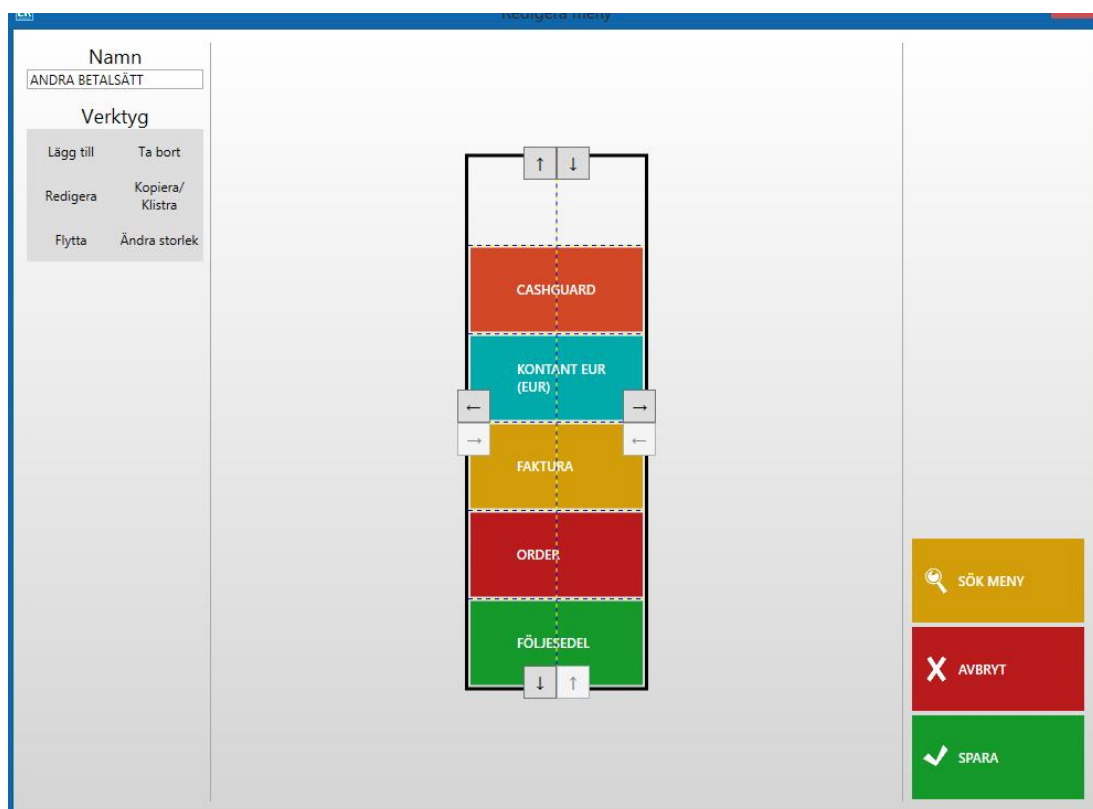 Redigera meny
Namn
ANDRA BETALSÄTT
Verktyg
Lägg till
Ta bort
Redigera
Kopiera/
Klistra
Flytta
Ändra storlek
↑ ↓
CASHGUARD
KONTANT EUR
(EUR)
← →
→ ←
FAKTURA
ORDER
FÖLJESEDEL
↓ ↑
SÖK MENY
AVBRYT
SPARA